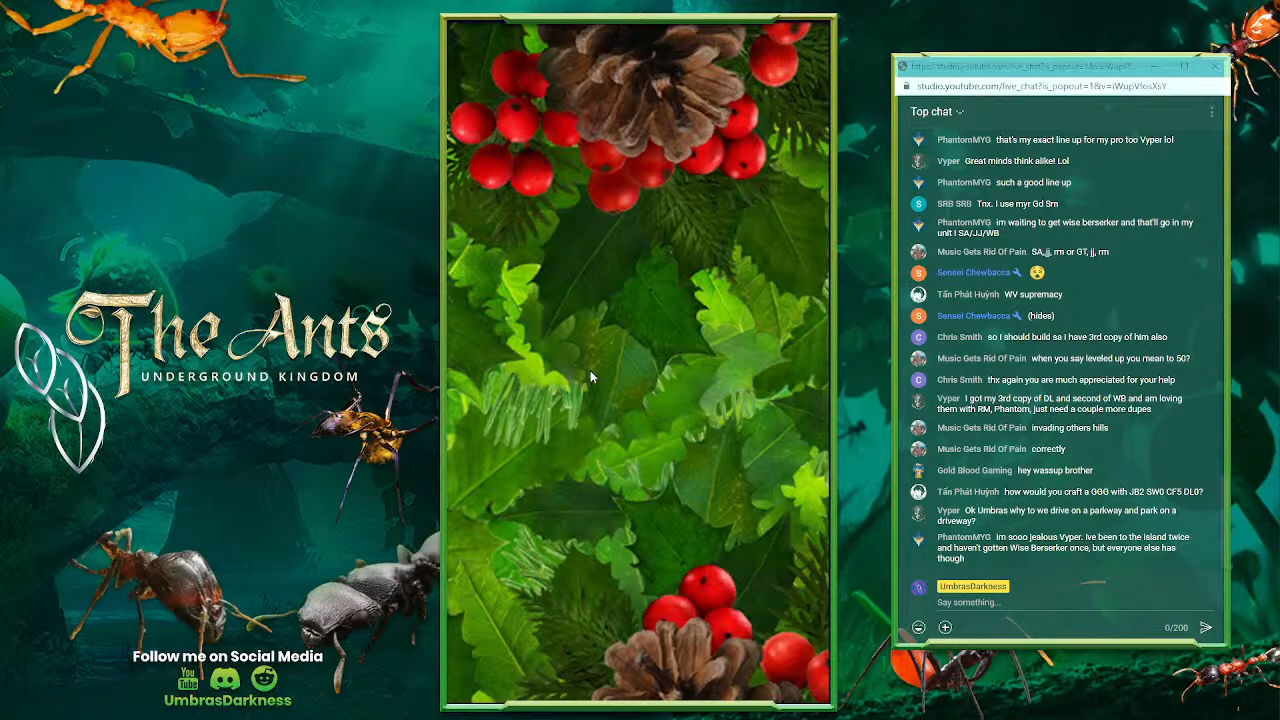 The Ants
UNDERGROUND KINGDOM
Follow me on Social Media
You
Tube
UmbrasDarkness
https://studio.youtube.com/live_chat?is_popout=1&v=iWupVf...
studio.youtube.com/live_chat?is_popout=1&v=iWupVfosXsY
Top chat
PhantomMYG that's my exact line up for my pro too Vyper lol
Vyper Great minds think alike! Lol
PhantomMYG such a good line up
S SRB SRB Tnx. I use myr Gd Sm
PhantomMYG im waiting to get wise berserker and that'll go in my
unit I SA/JJ/WB
Music Gets Rid Of Pain SA,jj, rm or GT, jj, rm
S Sensei Chewbacca
Tấn Phát Huỳnh WV supremacy
S Sensei Chewbacca (hides)
C Chris Smith so I should build sa I have 3rd copy of him also
Music Gets Rid Of Pain when you say leveled up you mean to 50?
C Chris Smith thx again you are much appreciated for your help
Vyper I got my 3rd copy of DL and second of WB and am loving
them with RM, Phantom, just need a couple more dupes
Music Gets Rid Of Pain invading others hills
Music Gets Rid Of Pain correctly
Gold Blood Gaming hey wassup brother
Tấn Phát Huỳnh how would you craft a GGG with JB2 SW0 CF5 DL0?
Vyper Ok Umbras why to we drive on a parkway and park on a
driveway?
PhantomMYG im sooo jealous Vyper. Ive been to the island twice
and haven't gotten Wise Berserker once, but everyone else has
though
UmbrasDarkness
Say something...
0/200